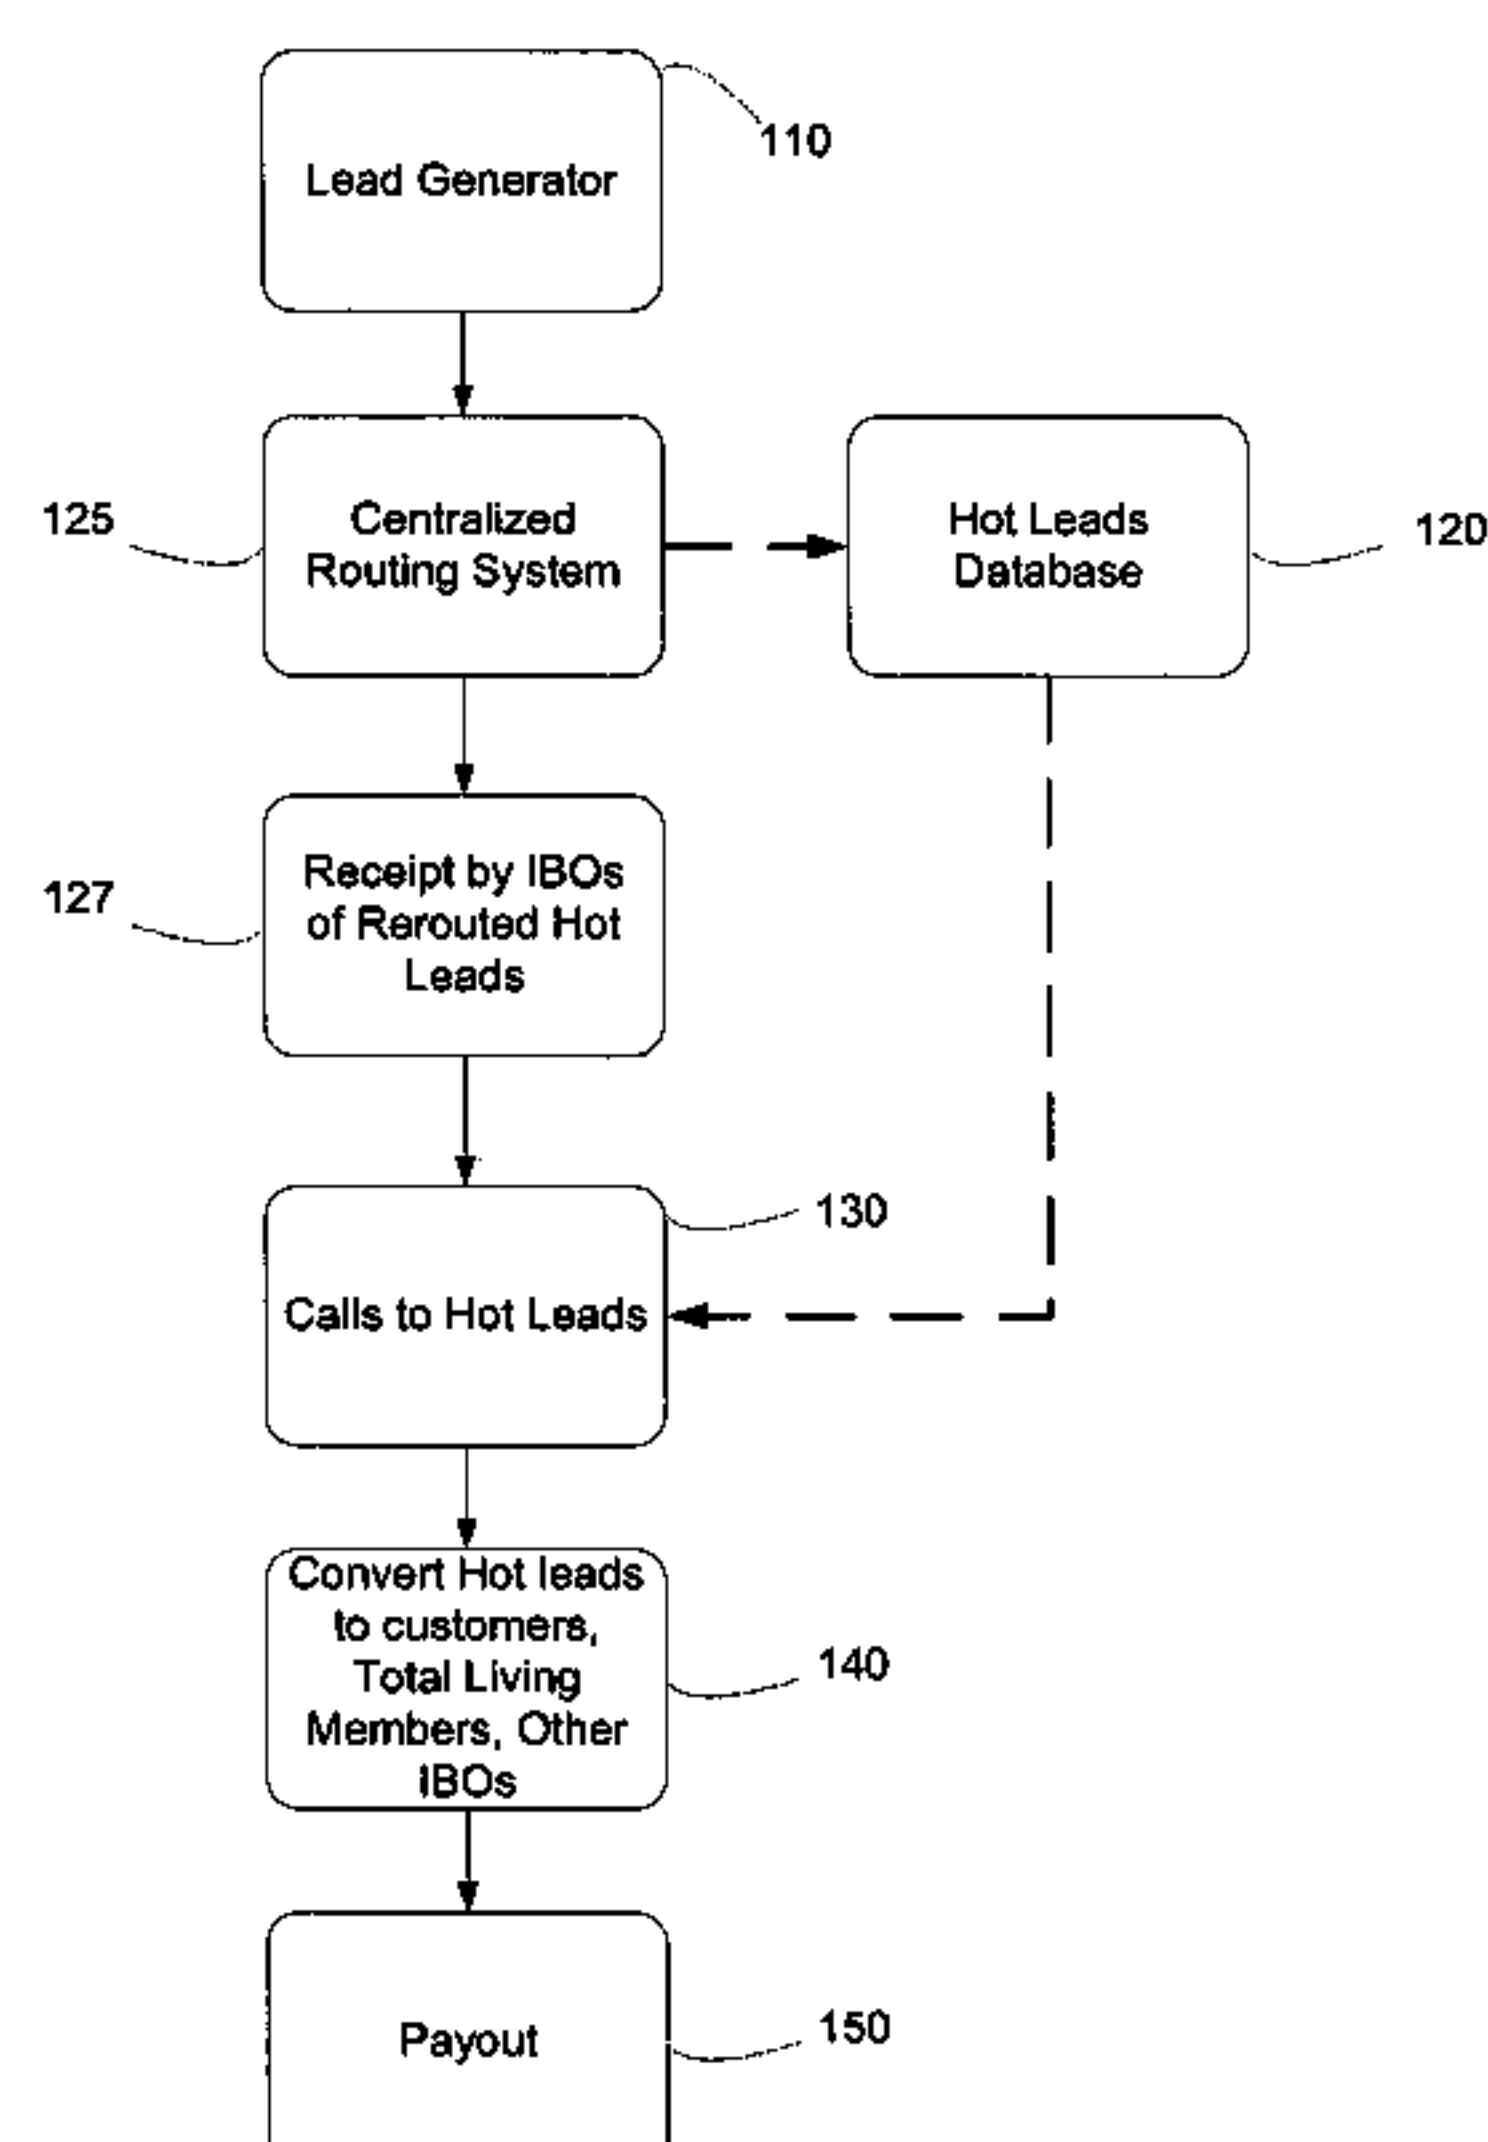 110
Lead Generator
125
Centralized
Routing System
Hot Leads
Database
120
127
Receipt by IBOs
of Rerouted Hot
Leads
130
Calls to Hot Leads
Convert Hot leads
to customers,
Total Living
Members, Other
IBOs
140
Payout
150